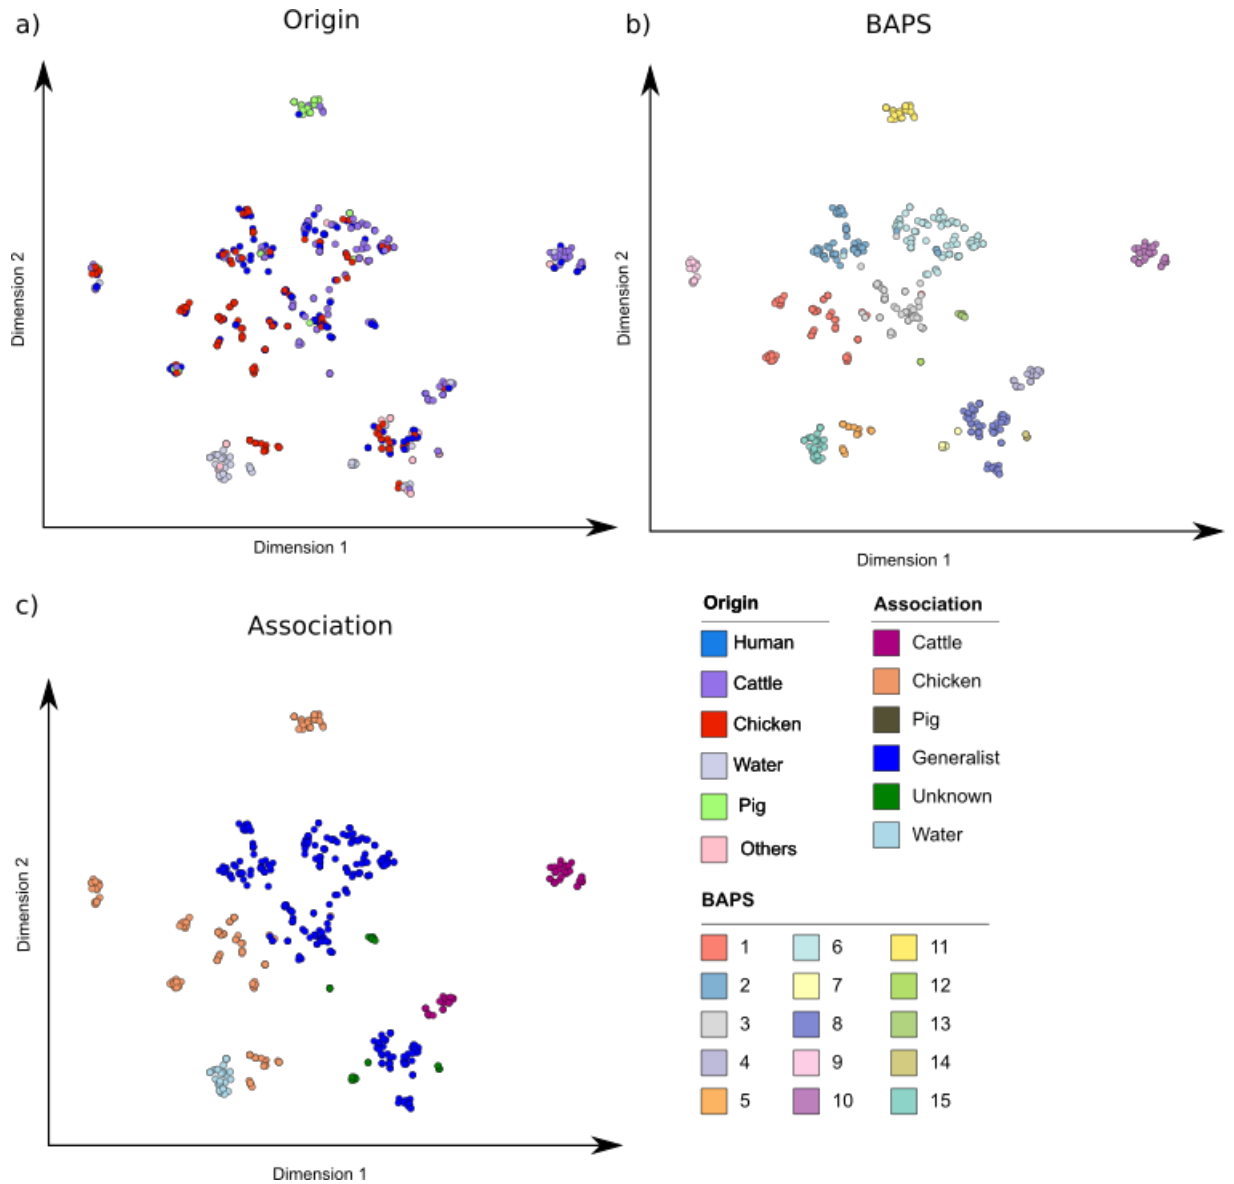 a)
Origin
Dimension 2
Dimension 1
b)
BAPS
Dimension 2
Dimension 1
c)
Association
Dimension 2
Dimension 1
Origin
Human
Cattle
Chicken
Water
Pig
Others
Association
Cattle
Chicken
Pig
Generalist
Unknown
Water
BAPS
1 6 11
2 7 12
3 8 13
4 9 14
5 10 15